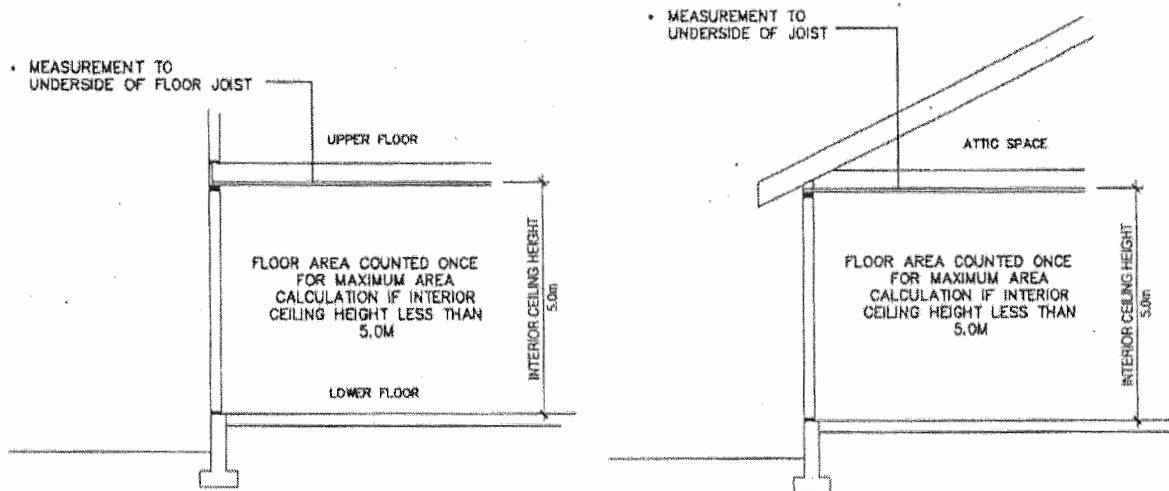 • MEASUREMENT TO
UNDERSIDE OF FLOOR JOIST
UPPER FLOOR
FLOOR AREA COUNTED ONCE
FOR MAXIMUM AREA
CALCULATION IF INTERIOR
CEILING HEIGHT LESS THAN
5.0M
INTERIOR CEILING HEIGHT
5.0m
LOWER FLOOR
• MEASUREMENT TO
UNDERSIDE OF JOIST
ATTIC SPACE
FLOOR AREA COUNTED ONCE
FOR MAXIMUM AREA
CALCULATION IF INTERIOR
CEILING HEIGHT LESS THAN
5.0M
INTERIOR CEILING HEIGHT
5.0m